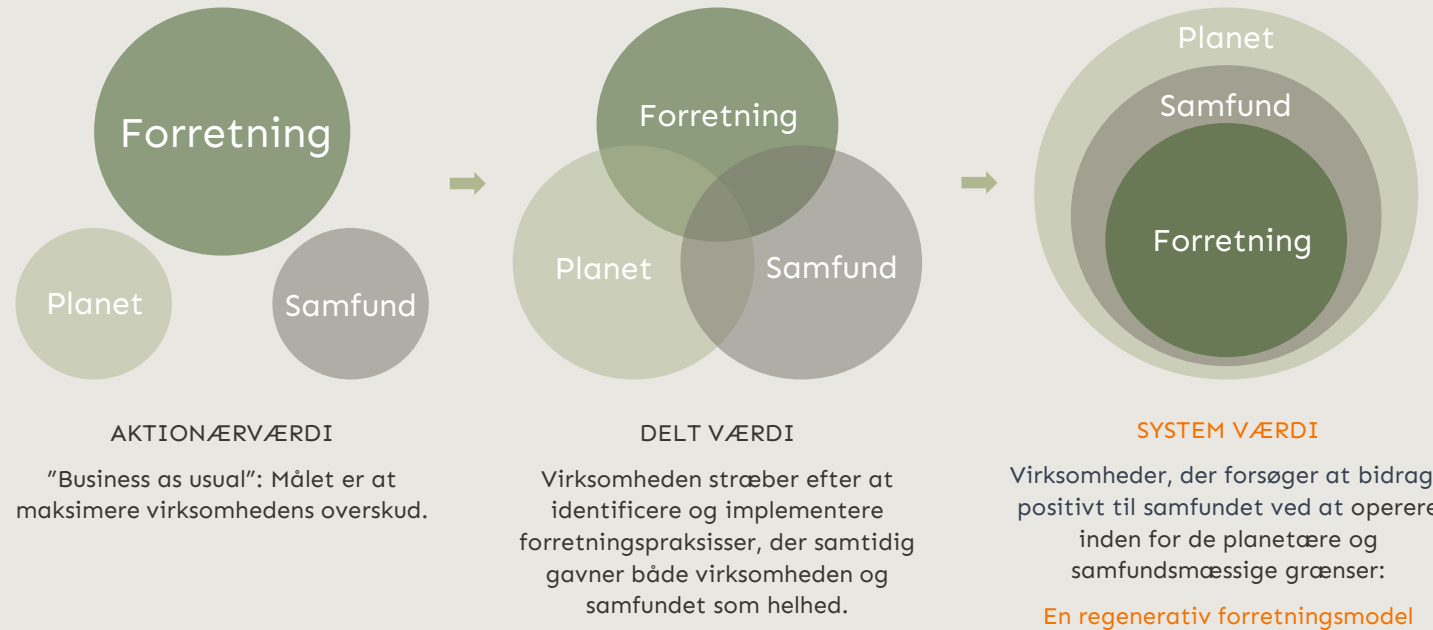 Forretning
Planet
Samfund
AKTIONÆRVÆRDI
”Business as usual”: Målet er at
maksimere virksomhedens overskud.
Forretning
Planet
Samfund
DELT VÆRDI
Virksomheden stræber efter at
identificere og implementere
forretningspraksisser, der samtidig
gavner både virksomheden og
samfundet som helhed.
Planet
Samfund
Forretning
SYSTEM VÆRDI
Virksomheder, der forsøger at bidrag
positivt til samfundet ved at operere
inden for de planetære og
samfundsmæssige grænser:
En regenerativ forretningsmodel